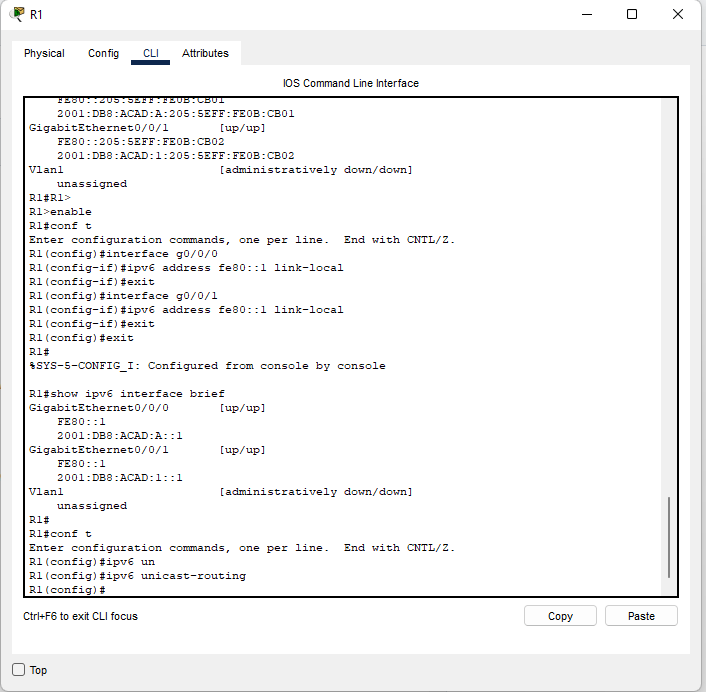 R1
Physical Config CLI Attributes
IOS Command Line Interface
FE80::205:5EFF:FE0B:CB01
2001:DB8:ACAD:A:205:5EFF:FE0B:CB01
GigabitEthernet0/0/1 [up/up]
FE80::205:5EFF:FE0B:CB02
2001:DB8:ACAD:1:205:5EFF:FE0B:CB02
Vlan1 [administratively down/down]
unassigned
R1#R1>
R1>enable
R1#conf t
Enter configuration commands, one per line. End with CNTL/Z.
R1(config)#interface g0/0/0
R1(config-if)#ipv6 address fe80::1 link-local
R1(config-if)#exit
R1(config)#interface g0/0/1
R1(config-if)#ipv6 address fe80::1 link-local
R1(config-if)#exit
R1(config)#exit
R1#
%SYS-5-CONFIG_I: Configured from console by console
R1#show ipv6 interface brief
GigabitEthernet0/0/0 [up/up]
FE80::1
2001:DB8:ACAD:A::1
GigabitEthernet0/0/1 [up/up]
FE80::1
2001:DB8:ACAD:1::1
Vlan1 [administratively down/down]
unassigned
R1#
R1#conf t
Enter configuration commands, one per line. End with CNTL/Z.
R1(config)#ipv6 un
R1(config)#ipv6 unicast-routing
R1(config)#
Ctrl+F6 to exit CLI focus
Copy Paste
Top